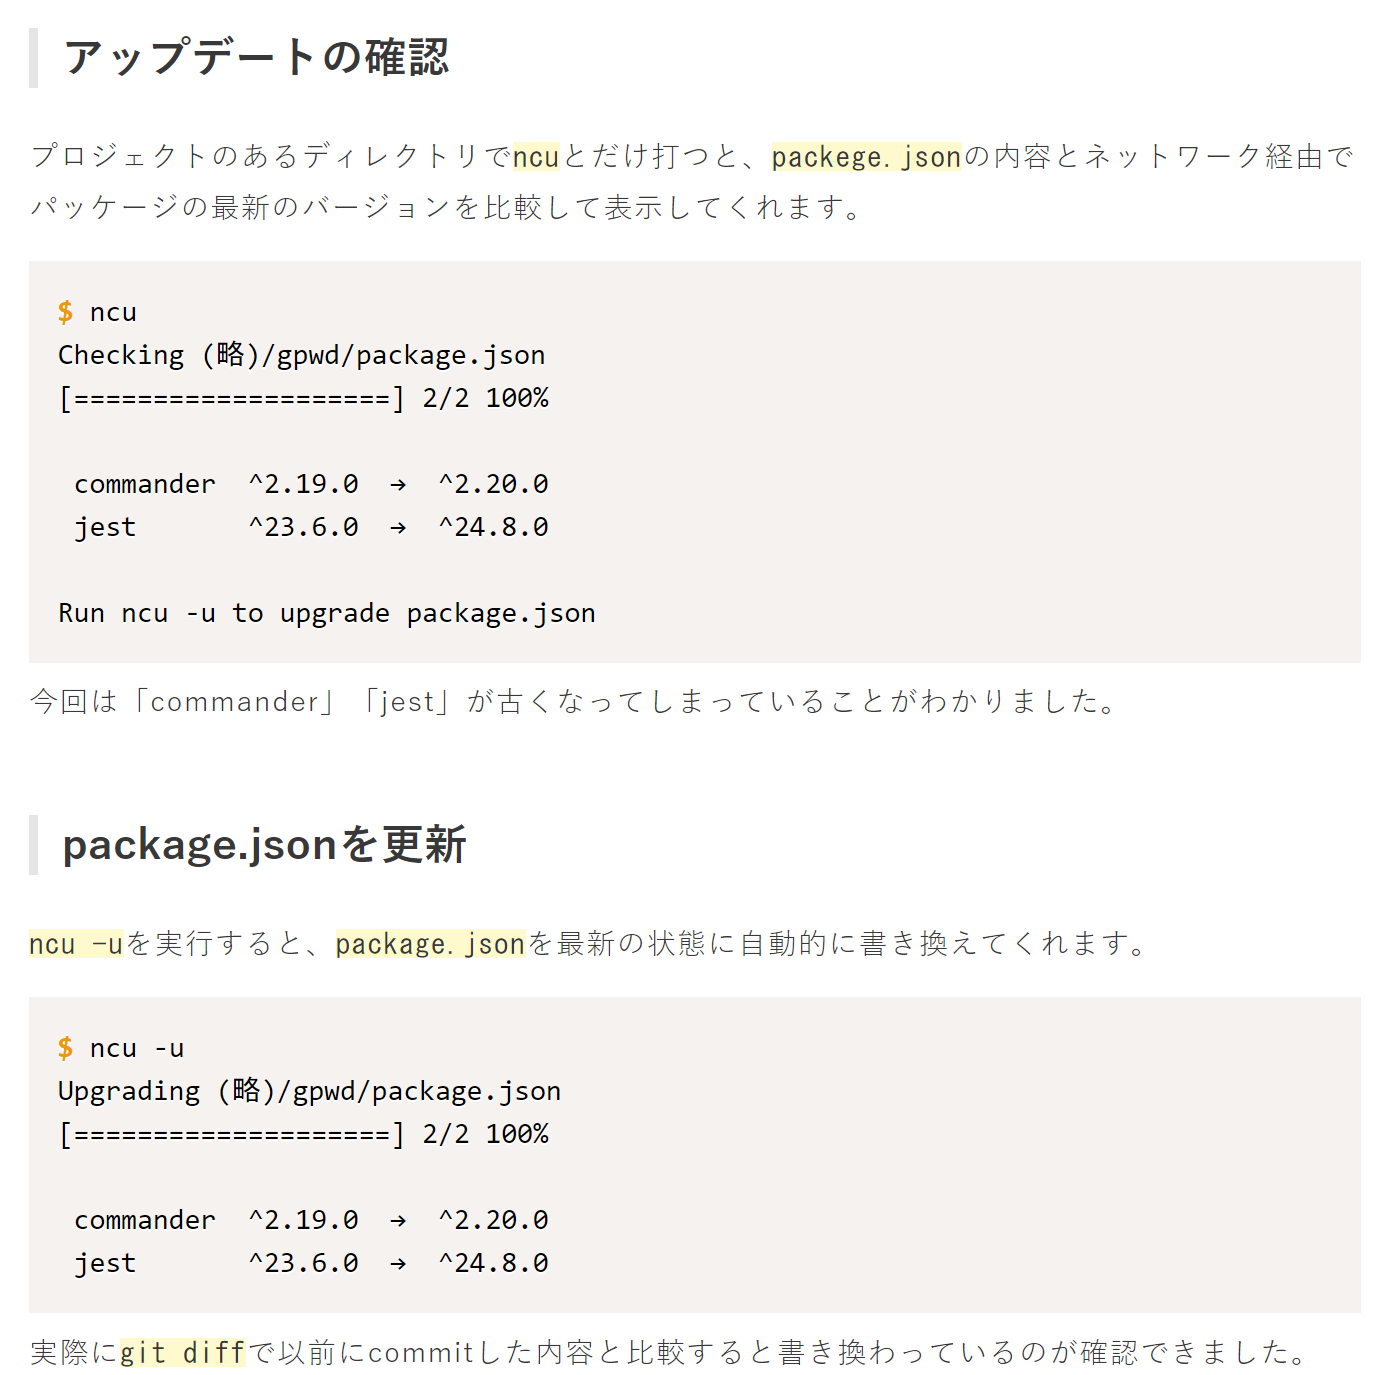 アップデートの確認
プロジェクトのあるディレクトリでncuとだけ打つと、packege.jsonの内容とネットワーク経由で
パッケージの最新のバージョンを比較して表示してくれます。
$ ncu
Checking (略)/gpwd/package.json
[====================] 2/2 100%
commander  ^2.19.0  →  ^2.20.0
jest       ^23.6.0  →  ^24.8.0
Run ncu -u to upgrade package.json
今回は「commander」「jest」が古くなってしまっていることがわかりました。
package.jsonを更新
ncu -uを実行すると、package.jsonを最新の状態に自動的に書き換えてくれます。
$ ncu -u
Upgrading (略)/gpwd/package.json
[====================] 2/2 100%
commander  ^2.19.0  →  ^2.20.0
jest       ^23.6.0  →  ^24.8.0
実際にgit diffで以前にcommitした内容と比較すると書き換わっているのが確認できました。